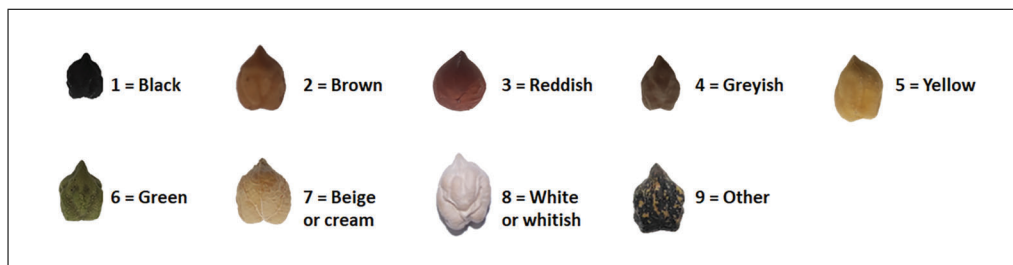 1 = Black
2 = Brown
3 = Reddish
4 = Greyish
5 = Yellow
6 = Green
7 = Beige
or cream
8 = White
or whitish
9 = Other